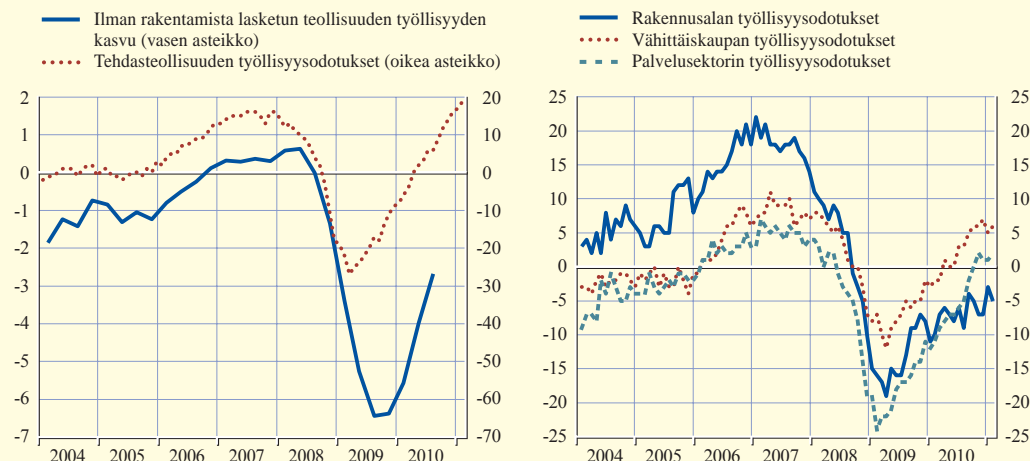 Ilman rakentamista lasketun teollisuuden työllisyyden
kasvu (vasen asteikko)
Tehdasteollisuuden työllisyysodotukset (oikea asteikko)
2 20
1 10
0 0
-1 -10
-2 -20
-3 -30
-4 -40
-5 -50
-6 -60
-7 -70
2004 2005 2006 2007 2008 2009 2010
Rakennusalan työllisyysodotukset
Vähittäiskaupan työllisyysodotukset
Palvelusektorin työllisyysodotukset
25 25
20 20
15 15
10 10
5 5
0 0
-5 -5
-10 -10
-15 -15
-20 -20
-25 -25
2004 2005 2006 2007 2008 2009 2010